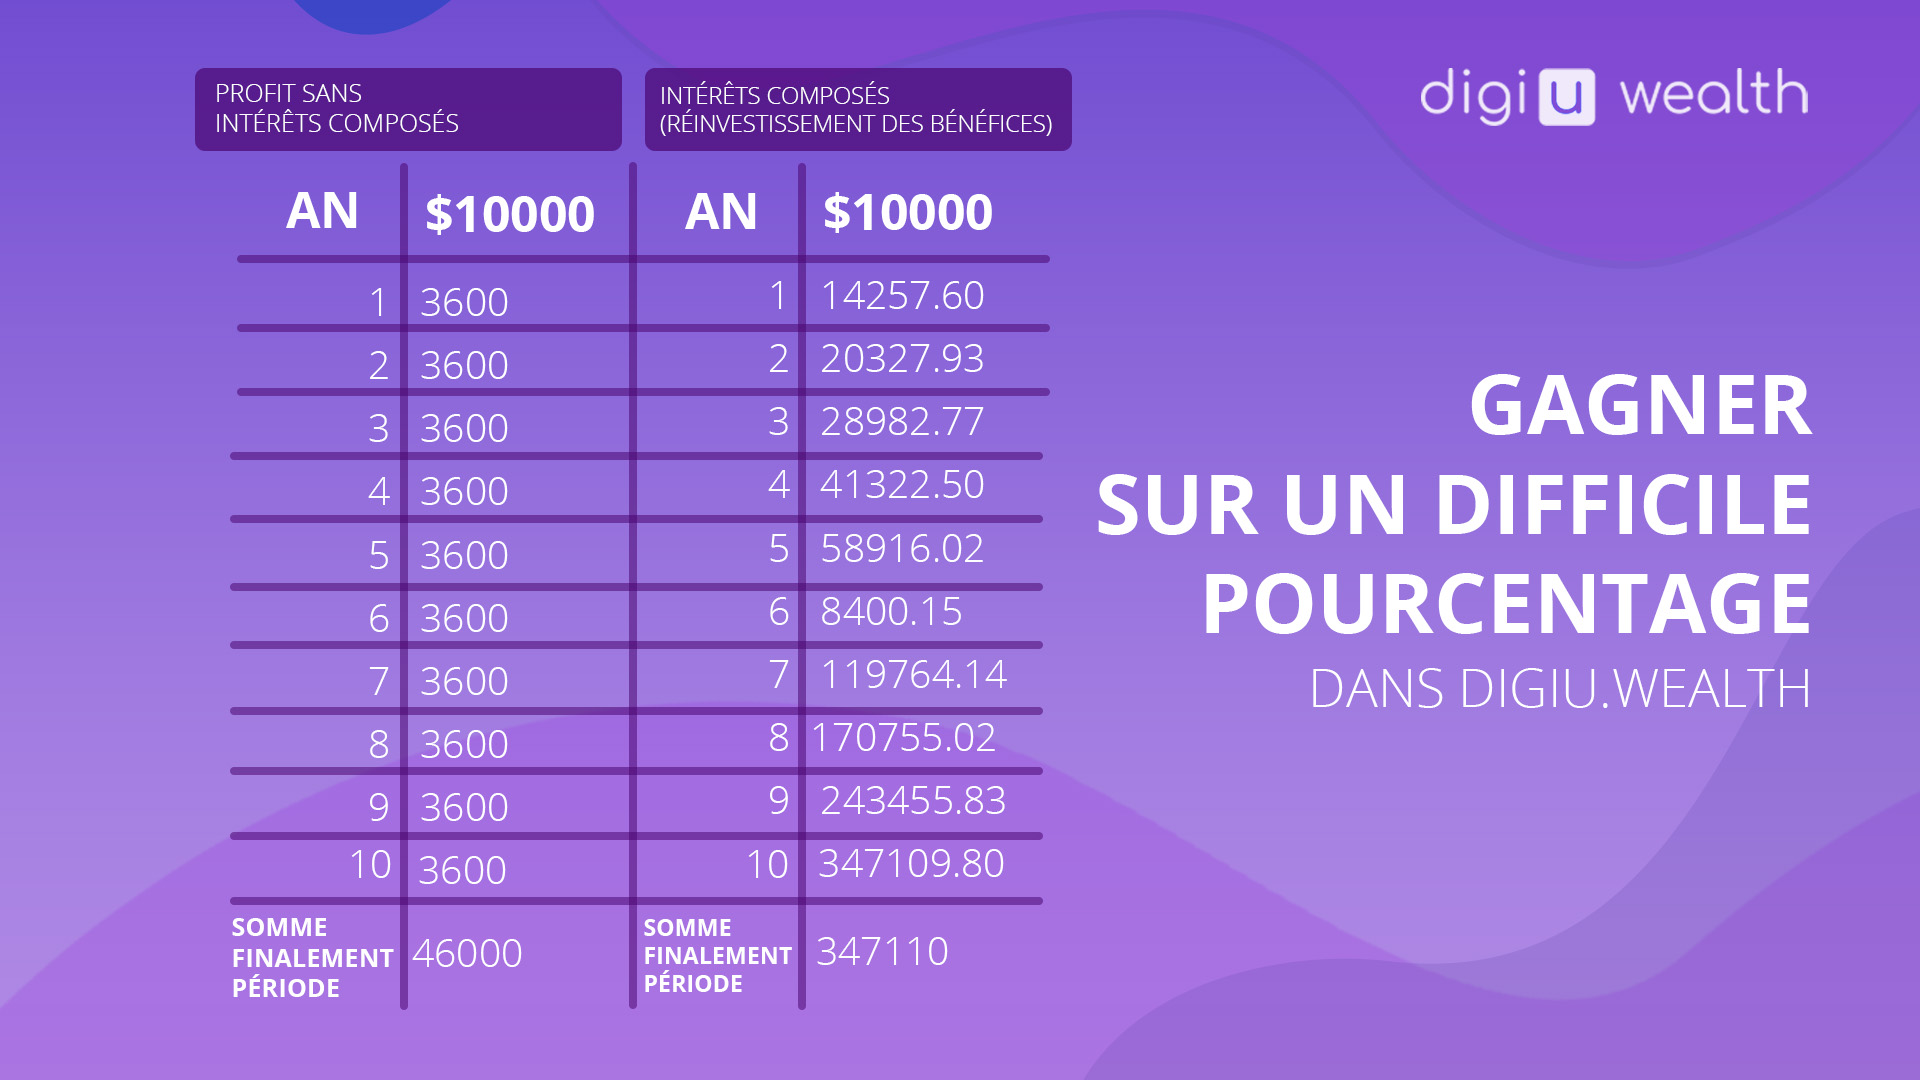 PROFIT SANS
INTÉRÊTS COMPOSÉS
INTÉRÊTS COMPOSÉS
(RÉINVESTISSEMENT DES BÉNÉFICES)
digi u wealth
AN $10000 AN $10000
1 3600 1 14257.60
2 3600 2 20327.93
3 3600 3 28982.77
4 3600 4 41322.50
5 3600 5 58916.02
6 3600 6 8400.15
7 3600 7 119764.14
8 3600 8 170755.02
9 3600 9 243455.83
10 3600 10 347109.80
SOMME
FINALEMENT
PÉRIODE
46000
SOMME
FINALEMENT
PÉRIODE
347110
GAGNER
SUR UN DIFFICILE
POURCENTAGE
DANS DIGIU.WEALTH